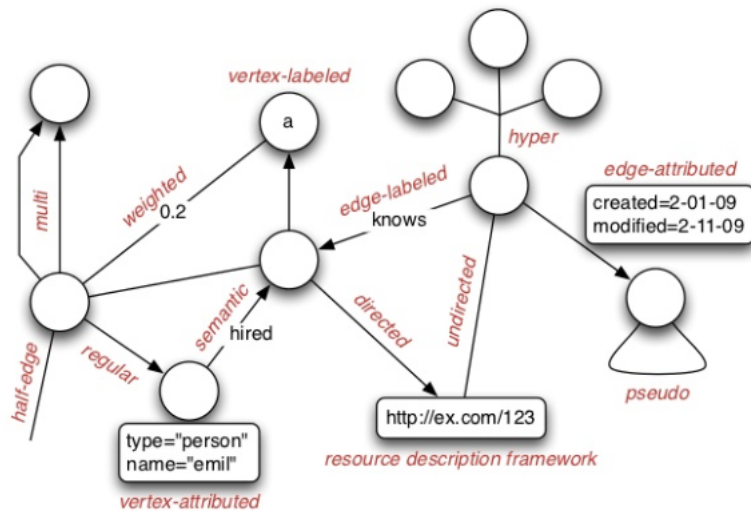 vertex-labeled
a
hyper
multi
weighted
0.2
edge-labeled
knows
edge-attributed
created=2-01-09
modified=2-11-09
semantic
hired
directed
undirected
half-edge
regular
pseudo
type="person"
name="emil"
vertex-attributed
http://ex.com/123
resource description framework